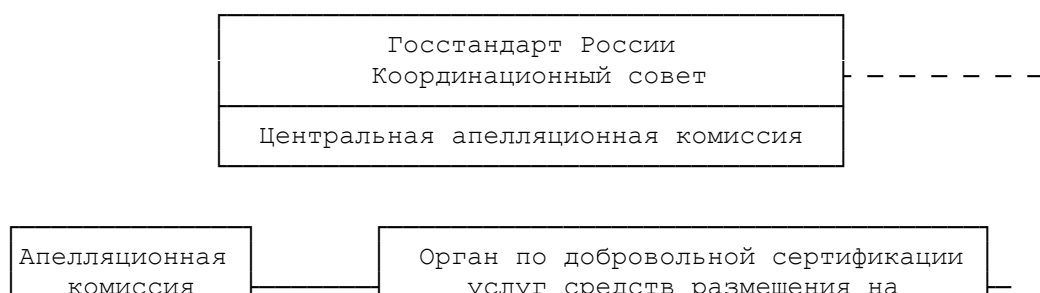 Госстандарт России
Координационный совет
Центральная апелляционная комиссия
Апелляционная
комиссия
Орган по добровольной сертификации
услуг средств размещения на